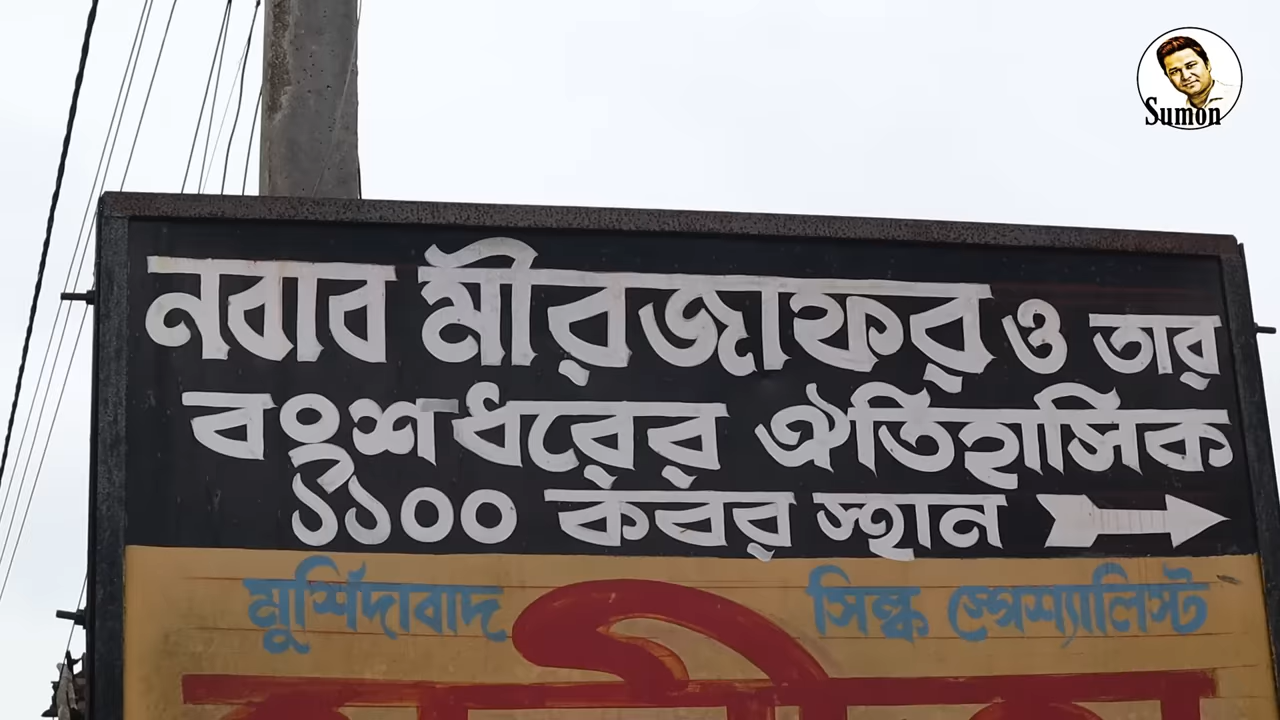 Sumon
নবাব মীরজাফর ও তার
বংশধরের ঐতিহাসিক
১১০০ কবর স্থান
মুর্শিদাবাদ সিল্ক স্পেশ্যালিস্ট